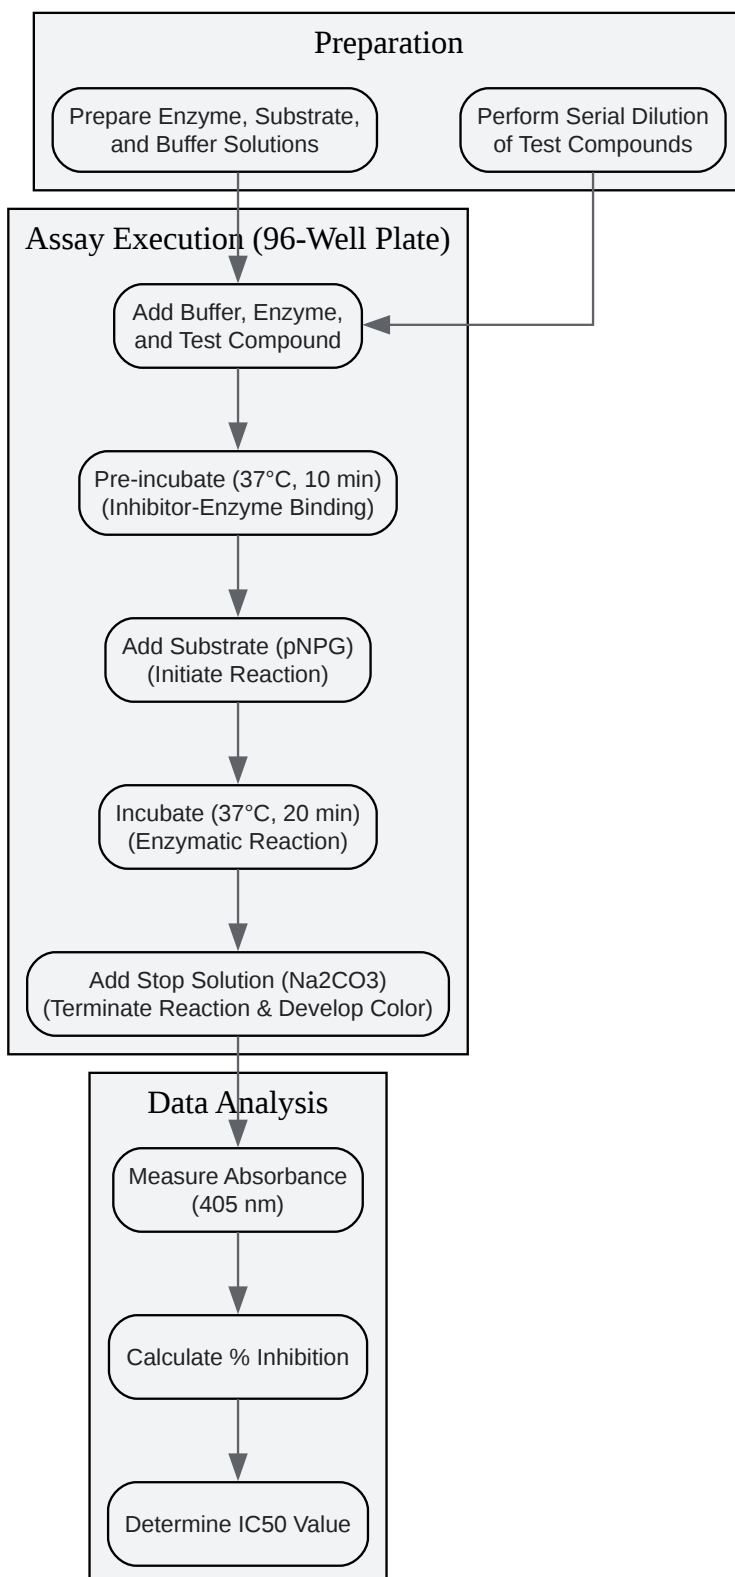 Preparation
Prepare Enzyme, Substrate,
and Buffer Solutions
Perform Serial Dilution
of Test Compounds
Assay Execution (96-Well Plate)
Add Buffer, Enzyme,
and Test Compound
Pre-incubate (37°C, 10 min)
(Inhibitor-Enzyme Binding)
Add Substrate (pNPG)
(Initiate Reaction)
Incubate (37°C, 20 min)
(Enzymatic Reaction)
Add Stop Solution (Na2CO3)
(Terminate Reaction & Develop Color)
Data Analysis
Measure Absorbance
(405 nm)
Calculate % Inhibition
Determine IC50 Value